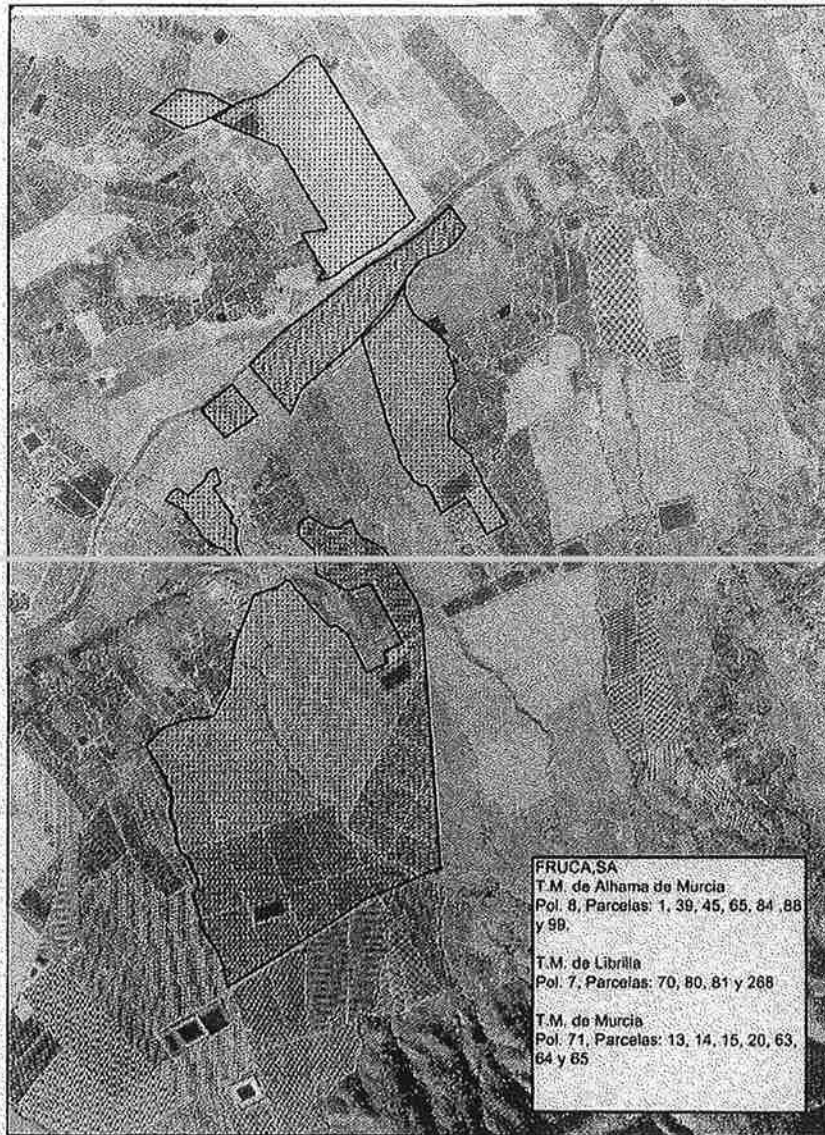 FRUCA,SA
T.M. de Alhama de Murcia
Pol. 8, Parcelas: 1, 39, 45, 65, 84 ,88
y 99.
T.M. de Librilla
Pol. 7, Parcelas: 70, 80, 81 y 268
T.M. de Murcia
Pol. 71, Parcelas: 13, 14, 15, 20, 63,
64 y 65